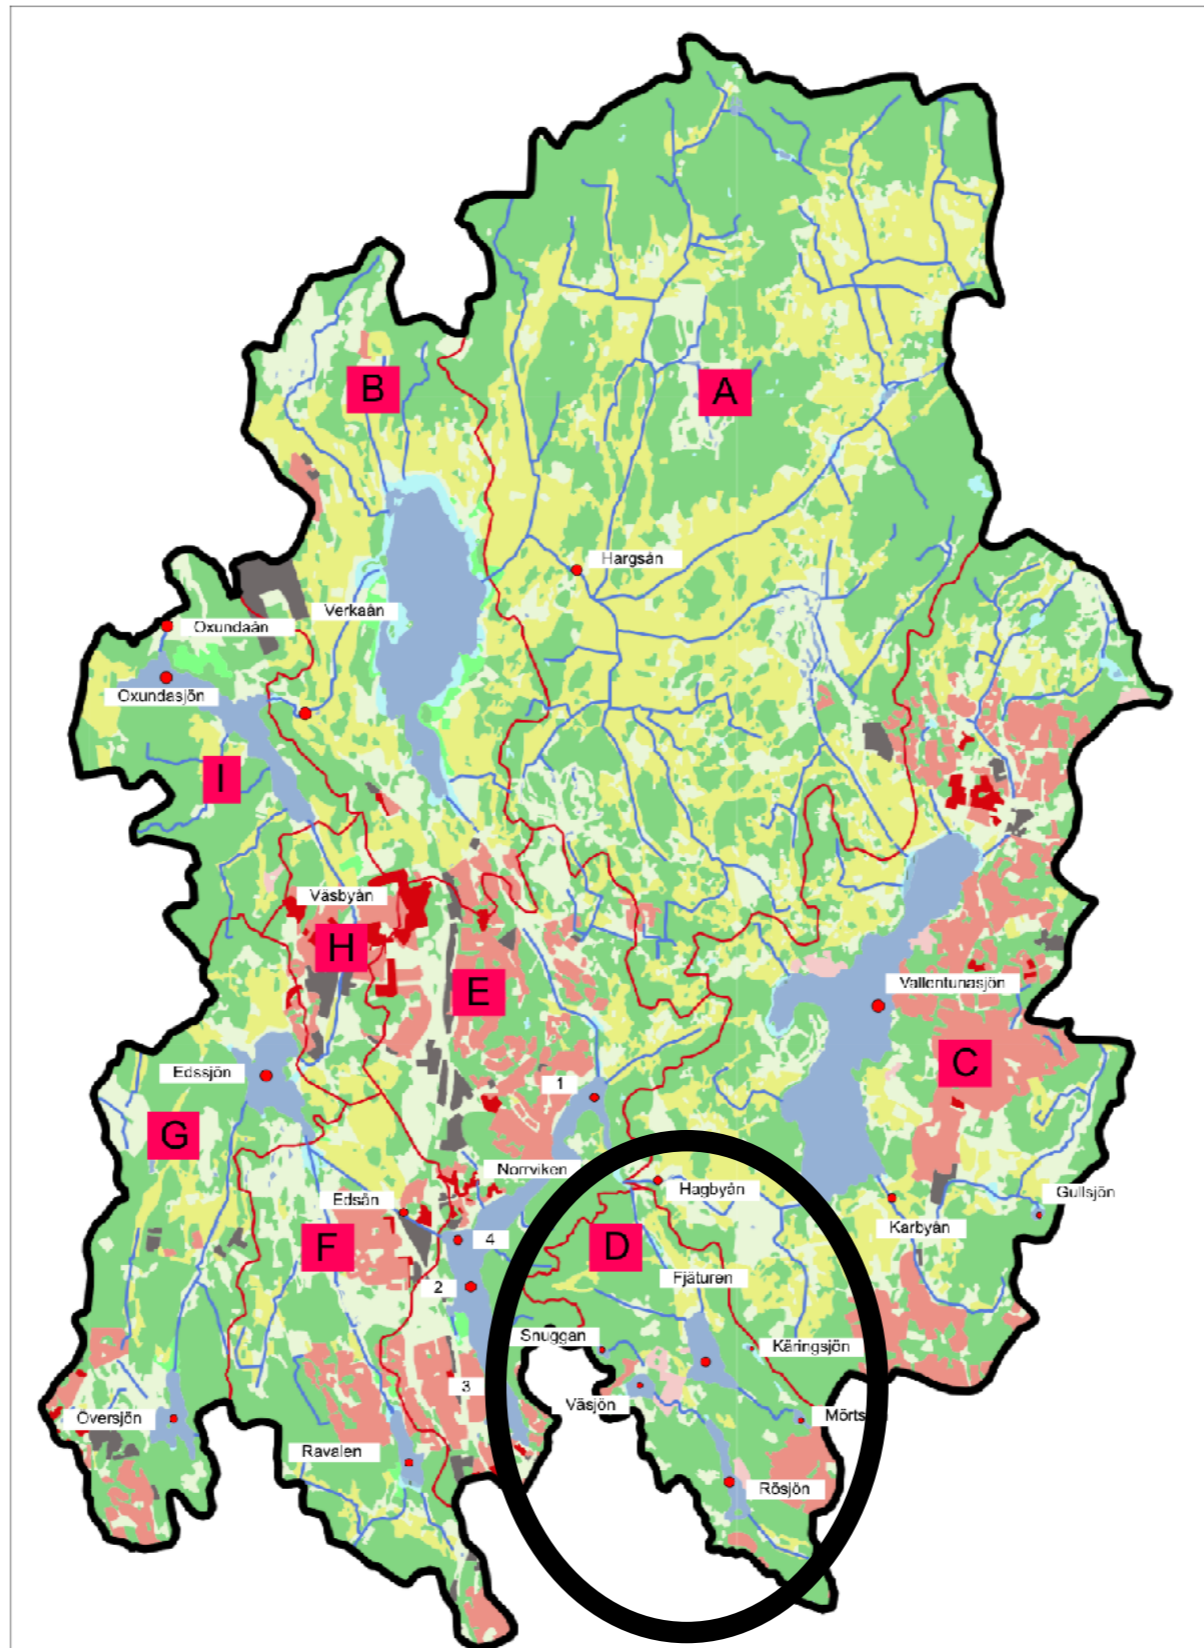 B
A
Hargsån
Verkaån
Oxundaån
Oxundasjön
I
Väsbyån
H
E
Vallentunasjön
C
Edssjön
1
G
Norrviken
Hagbyån
Gullsjön
Edsån
Karbyån
F
4
D
2
Fjäturen
Snuggan
Käringsjön
3
Väsjön
Översjön
Mörts
Ravalen
Rösjön